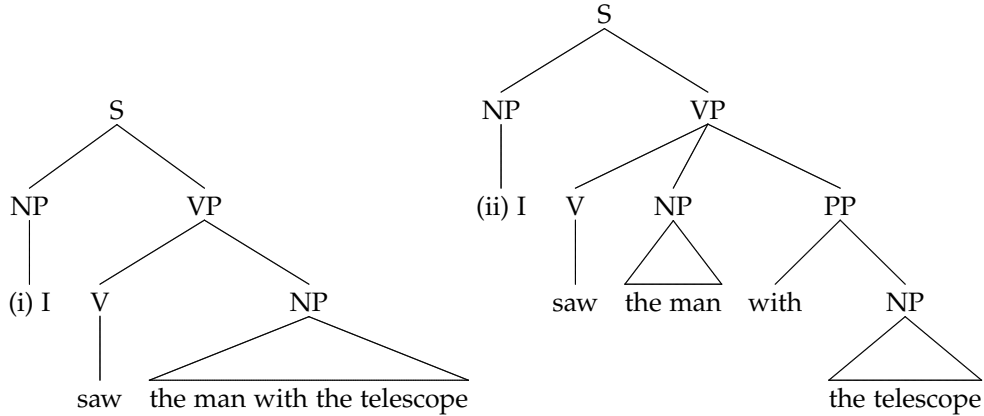 S
NP VP
(i) I V NP
saw the man with the telescope
S
NP VP
(ii) I V NP PP
saw the man with NP
the telescope